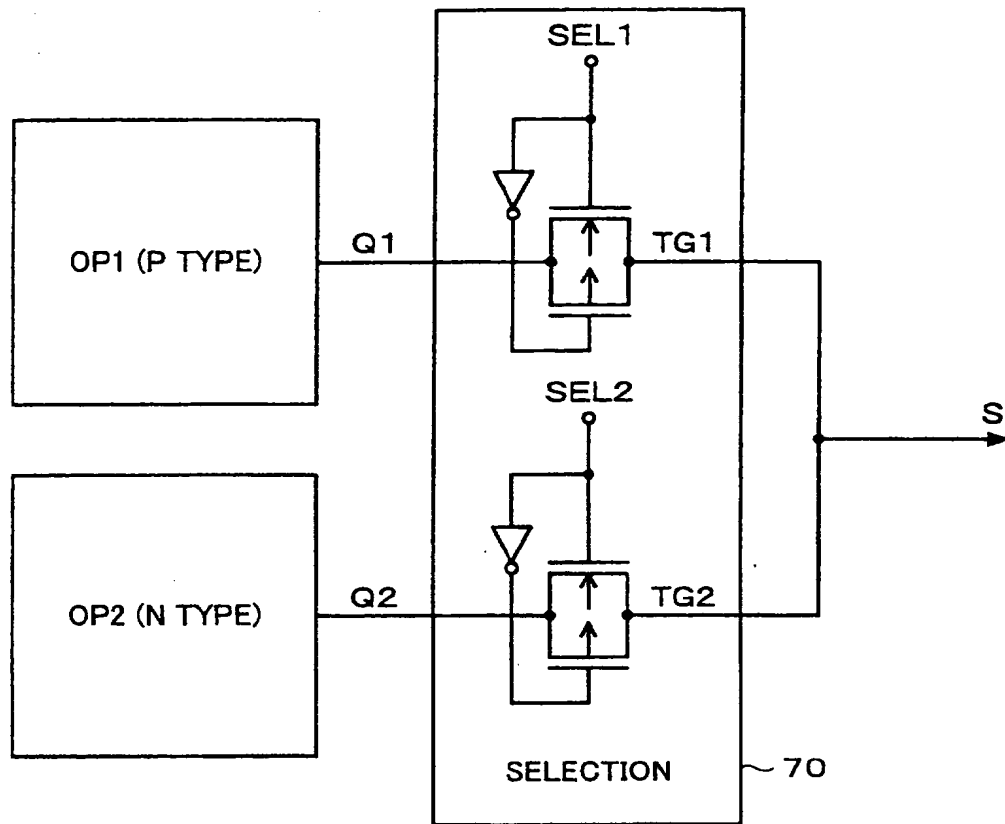 SEL1
OP1 (P TYPE)
Q1
TG1
SEL2
S
OP2 (N TYPE)
Q2
TG2
SELECTION
70